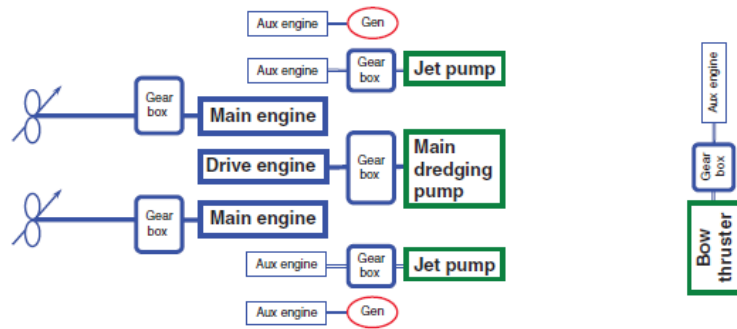 Aux engine
Gen
Aux engine
Gear
box
Jet pump
Gear
box
Main engine
Drive engine
Gear
box
Main
dredging
pump
Gear
box
Main engine
Aux engine
Gear
box
Jet pump
Aux engine
Gen
Aux engine
Gear
box
Bow
thruster